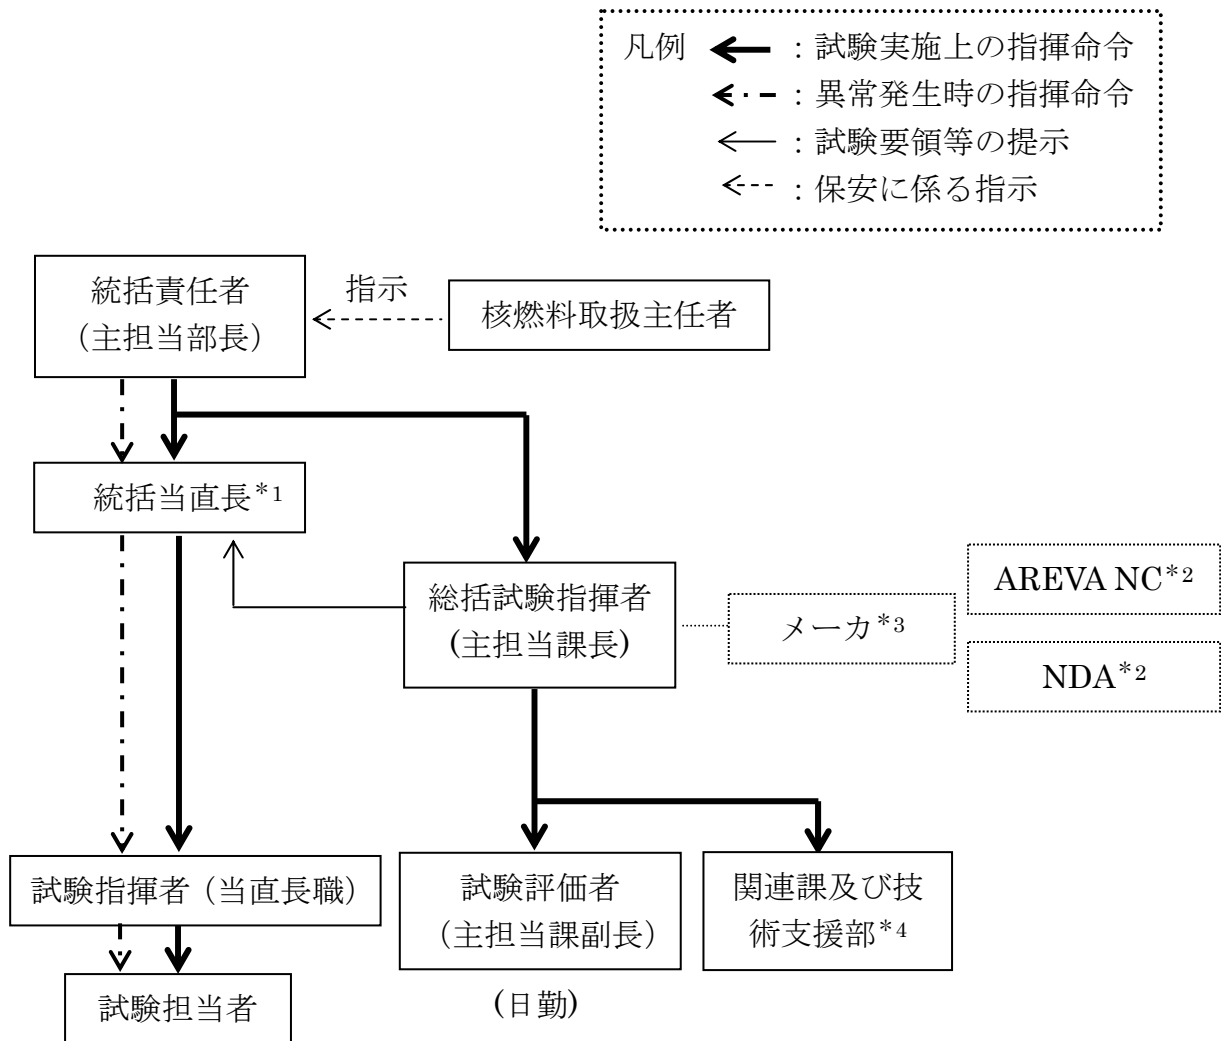 凡例 : 試験実施上の指揮命令
: 異常発生時の指揮命令
: 試験要領等の提示
: 保安に係る指示
統括責任者
（主担当部長）
指示
核燃料取扱主任者
統括当直長*1
総括試験指揮者
(主担当課長)
メーカ*3
AREVA NC*2
NDA*2
試験指揮者（当直長職）
試験評価者
（主担当課副長）
(日勤)
関連課及び技
術支援部*4
試験担当者